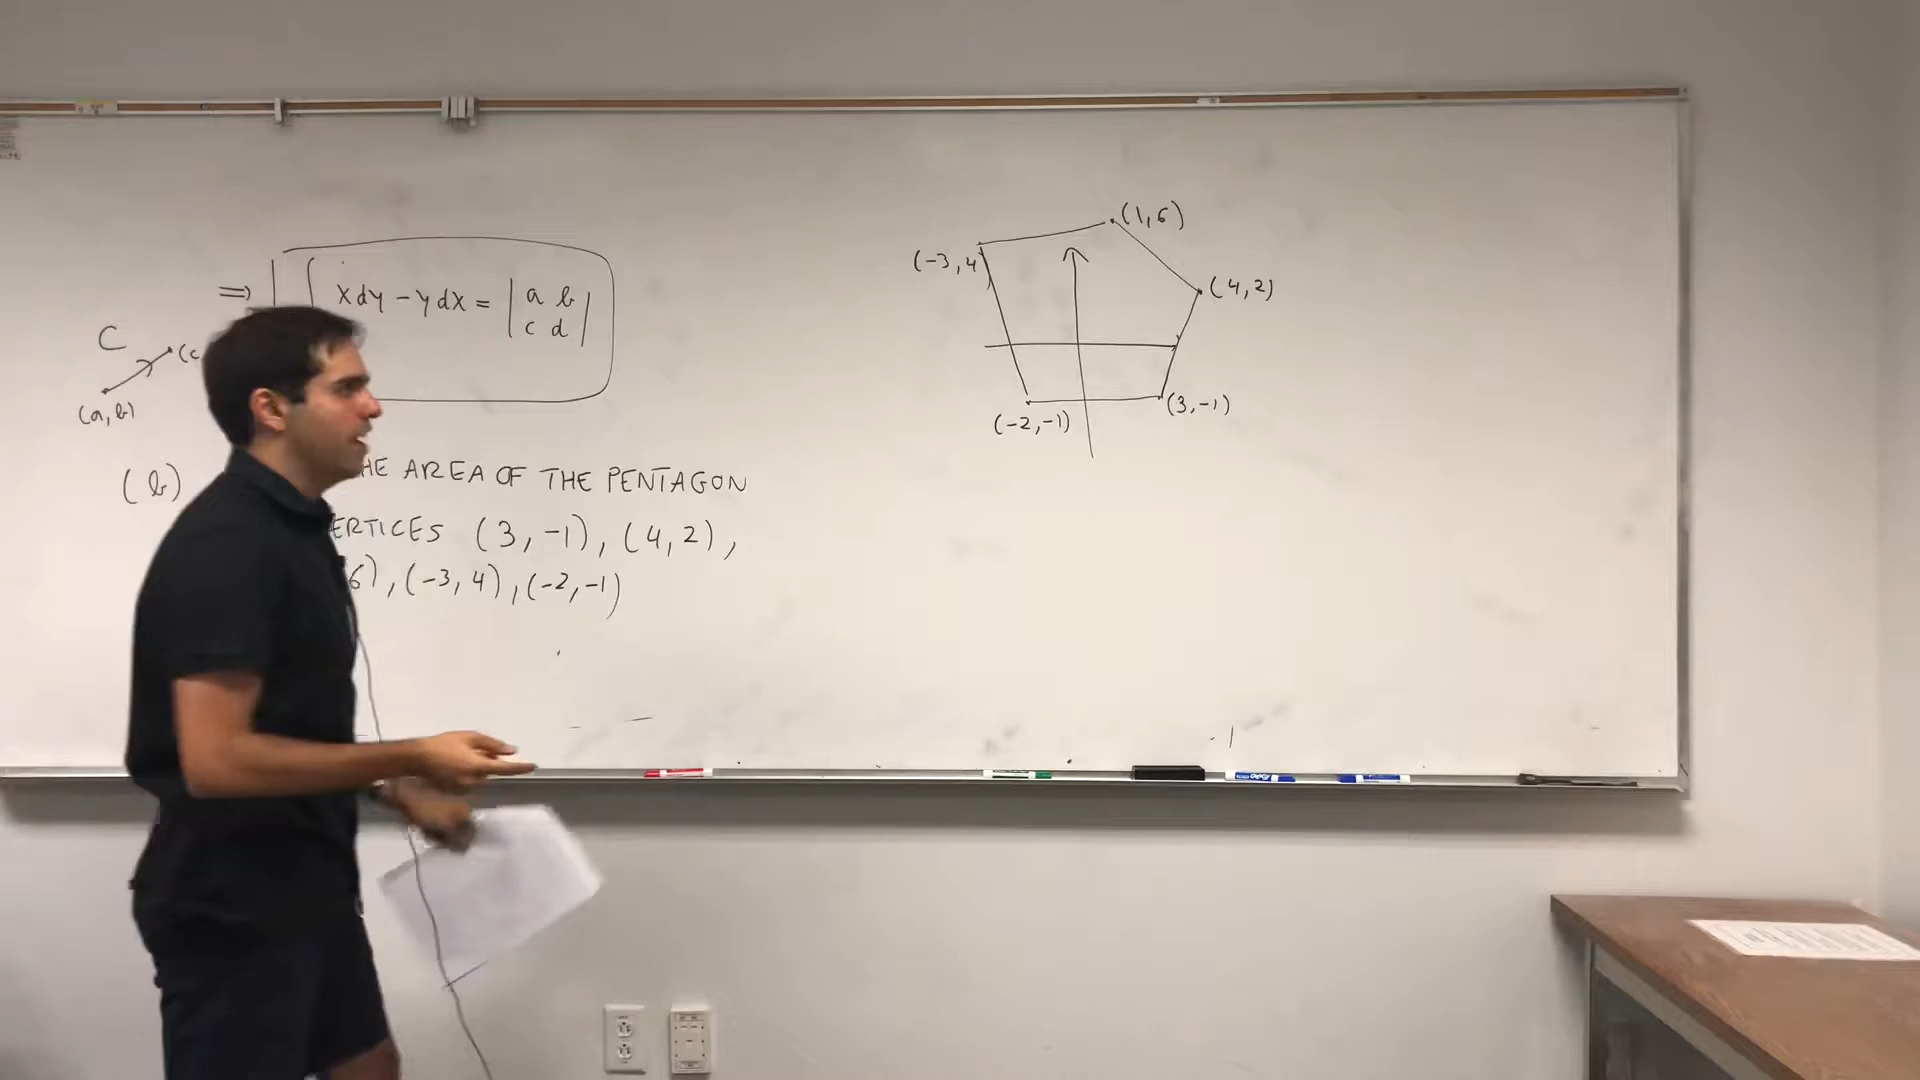 ⇒ ∫ xdy - ydx = | a b |
| c d |
C
(c
(a, b)
(b) HE AREA OF THE PENTAGON
ERTICES (3, -1), (4, 2),
6), (-3, 4), (-2, -1)
(1, 6)
(-3, 4
(4, 2)
(3, -1)
(-2, -1)